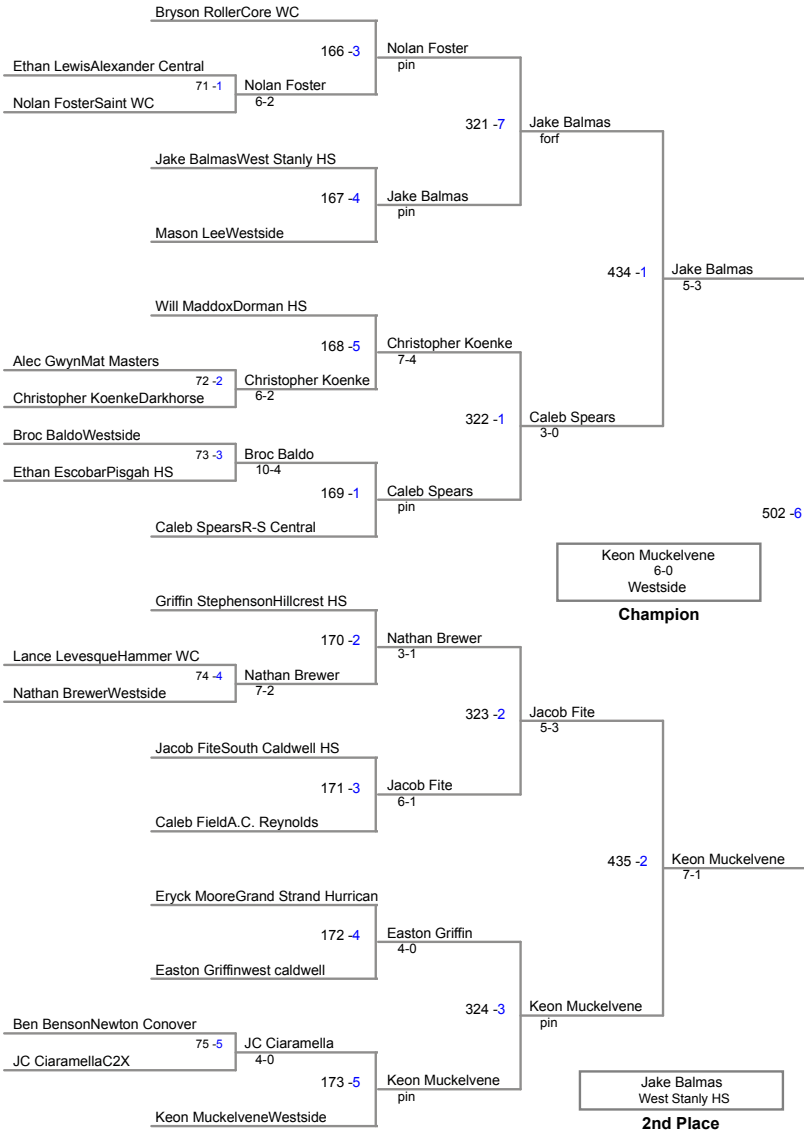 Bryson RollerCore WC
166 -3
Nolan Foster
pin
Ethan LewisAlexander Central
71 -1
Nolan Foster
6-2
Nolan FosterSaint WC
321 -7
Jake Balmas
forf
Jake BalmasWest Stanly HS
167 -4
Jake Balmas
pin
Mason LeeWestside
434 -1
Jake Balmas
5-3
Will MaddoxDorman HS
168 -5
Christopher Koenke
7-4
Alec GwynMat Masters
72 -2
Christopher Koenke
6-2
Christopher KoenkeDarkhorse
322 -1
Caleb Spears
3-0
Broc BaldoWestside
73 -3
Broc Baldo
10-4
Ethan EscobarPisgah HS
169 -1
Caleb Spears
pin
Caleb SpearsR-S Central
502 -6
Keon Muckelvene
6-0
Westside
Champion
Griffin StephensonHillcrest HS
170 -2
Nathan Brewer
3-1
Lance LevesqueHammer WC
74 -4
Nathan Brewer
7-2
Nathan BrewerWestside
323 -2
Jacob Fite
5-3
Jacob FiteSouth Caldwell HS
171 -3
Jacob Fite
6-1
Caleb FieldA.C. Reynolds
435 -2
Keon Muckelvene
7-1
Eryck MooreGrand Strand Hurrican
172 -4
Easton Griffin
4-0
Easton Griffinwest caldwell
324 -3
Keon Muckelvene
pin
Ben BensonNewton Conover
75 -5
JC Ciaramella
4-0
JC CiaramellaC2X
173 -5
Keon Muckelvene
pin
Keon MuckelveneWestside
Jake Balmas
West Stanly HS
2nd Place